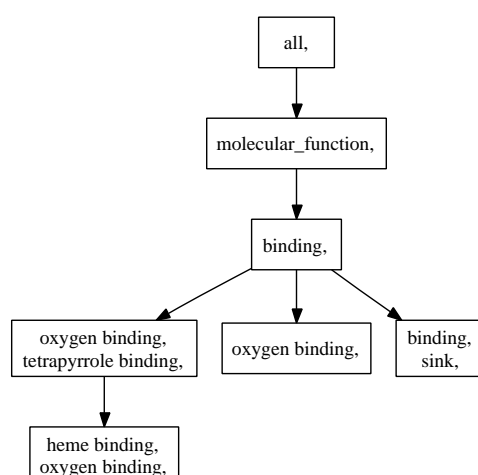 all,
molecular_function,
binding,
oxygen binding,
tetrapyrrole binding,
oxygen binding,
binding,
sink,
heme binding,
oxygen binding,